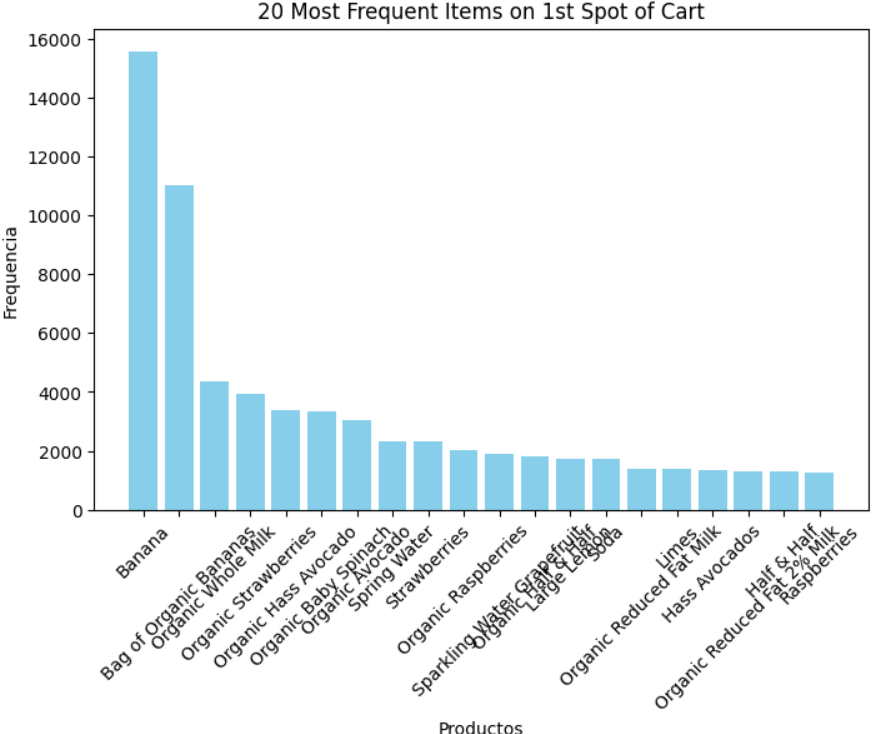 20 Most Frequent Items on 1st Spot of Cart
16000
14000
12000
10000
8000
6000
4000
2000
0
Frequencia
Banana
Bag of Organic Bananas
Organic Whole Milk
Organic Strawberries
Organic Hass Avocado
Organic Baby Spinach
Organic Avocado
Spring Water
Strawberries
Organic Raspberries
Sparkling Water Grapefruit
Organic Half & Half
Large Lemon
Soda
Organic Reduced Fat Milk
Limes
Hass Avocados
Organic Reduced Fat 2% Milk
Half & Half
Raspberries
Productos